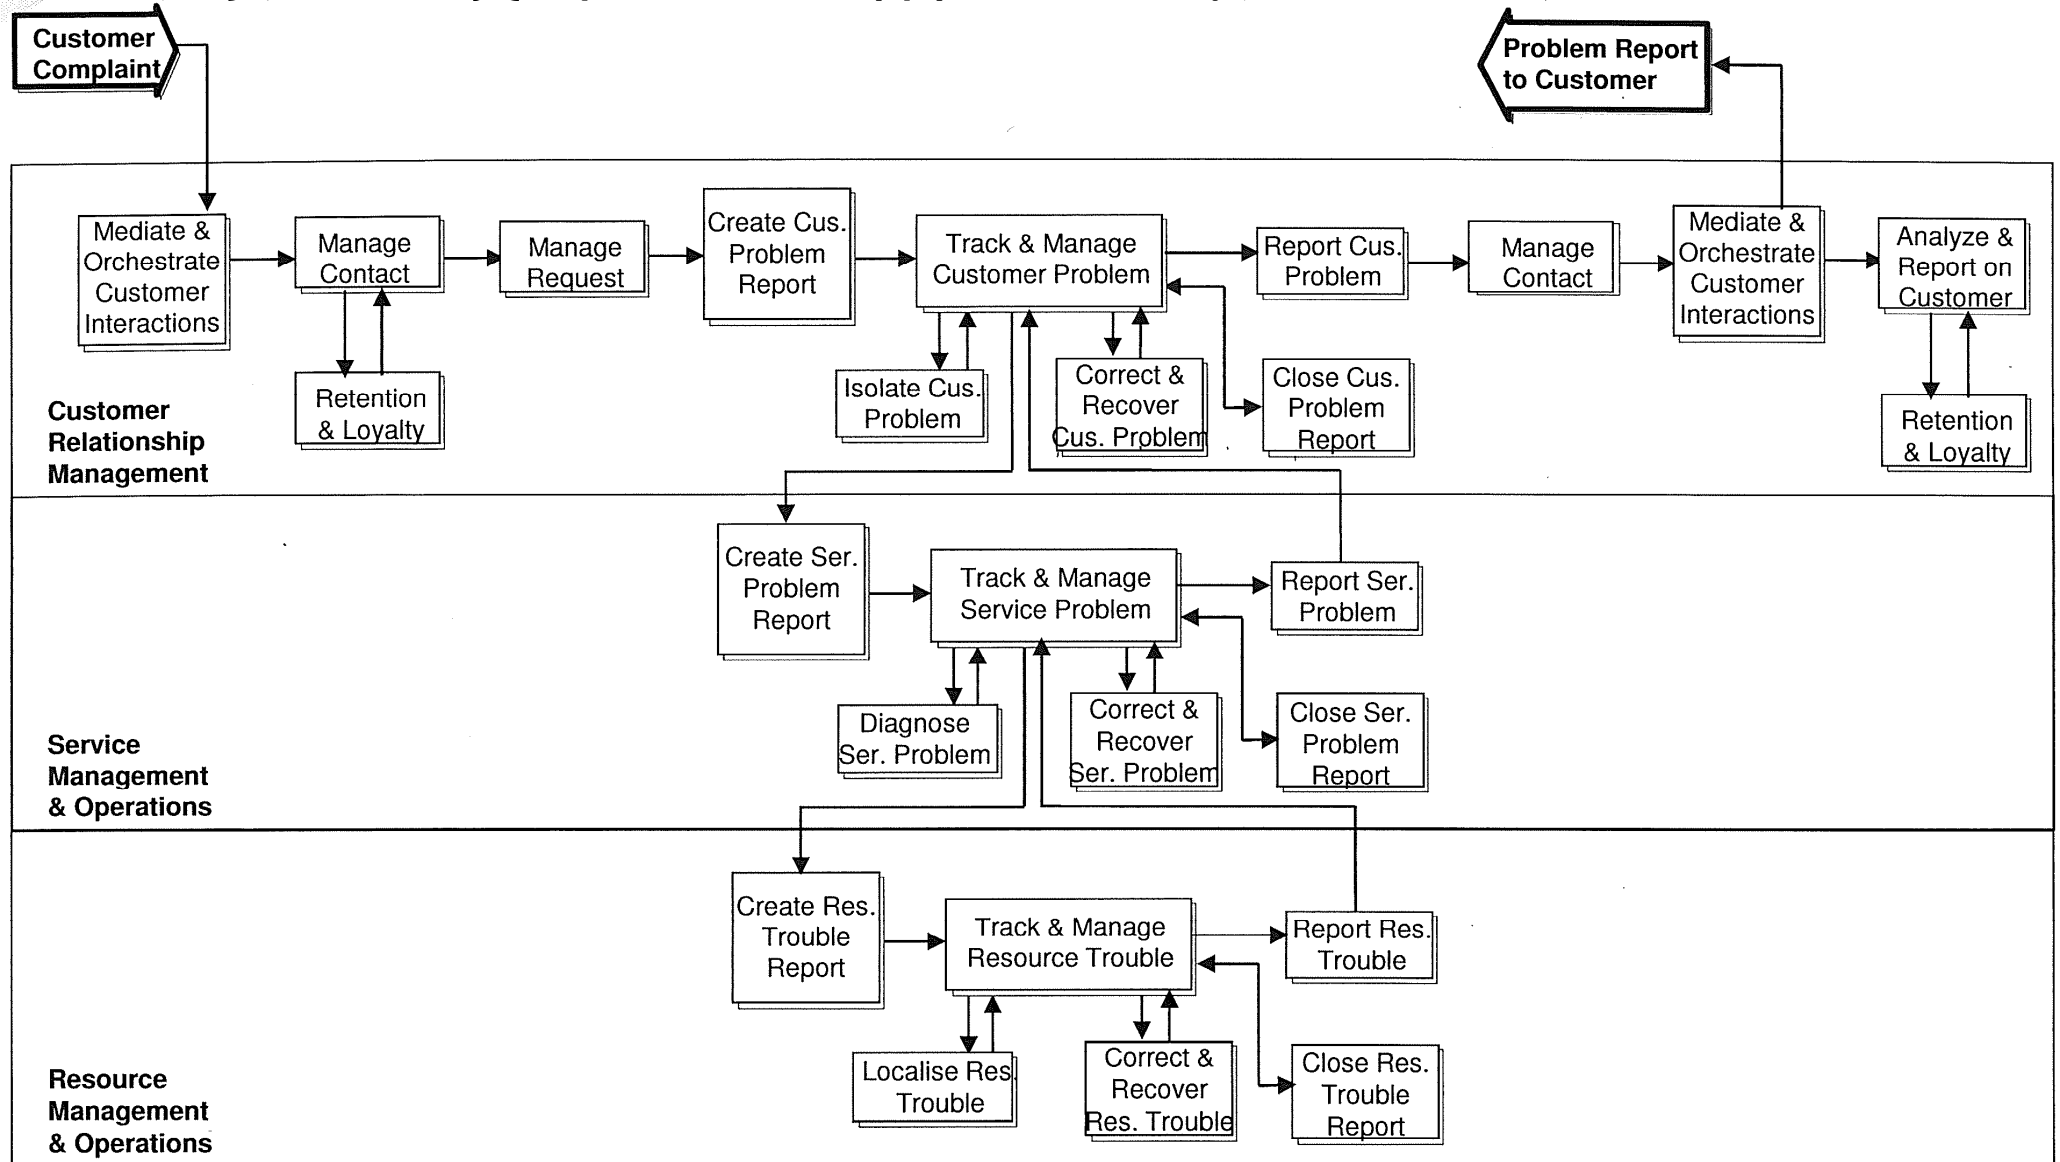 Customer
Complaint
Problem Report
to Customer
Mediate &
Orchestrate
Customer
Interactions
Manage
Contact
Manage
Request
Create Cus.
Problem
Report
Track & Manage
Customer Problem
Report Cus.
Problem
Manage
Contact
Mediate &
Orchestrate
Customer
Interactions
Analyze &
Report on
Customer
Retention
& Loyalty
Isolate Cus.
Problem
Correct &
Recover
Cus. Problem
Close Cus.
Problem
Report
Retention
& Loyalty
Customer
Relationship
Management
Create Ser.
Problem
Report
Track & Manage
Service Problem
Report Ser.
Problem
Diagnose
Ser. Problem
Correct &
Recover
Ser. Problem
Close Ser.
Problem
Report
Service
Management
& Operations
Create Res.
Trouble
Report
Track & Manage
Resource Trouble
Report Res.
Trouble
Localise Res.
Trouble
Correct &
Recover
Res. Trouble
Close Res.
Trouble
Report
Resource
Management
& Operations